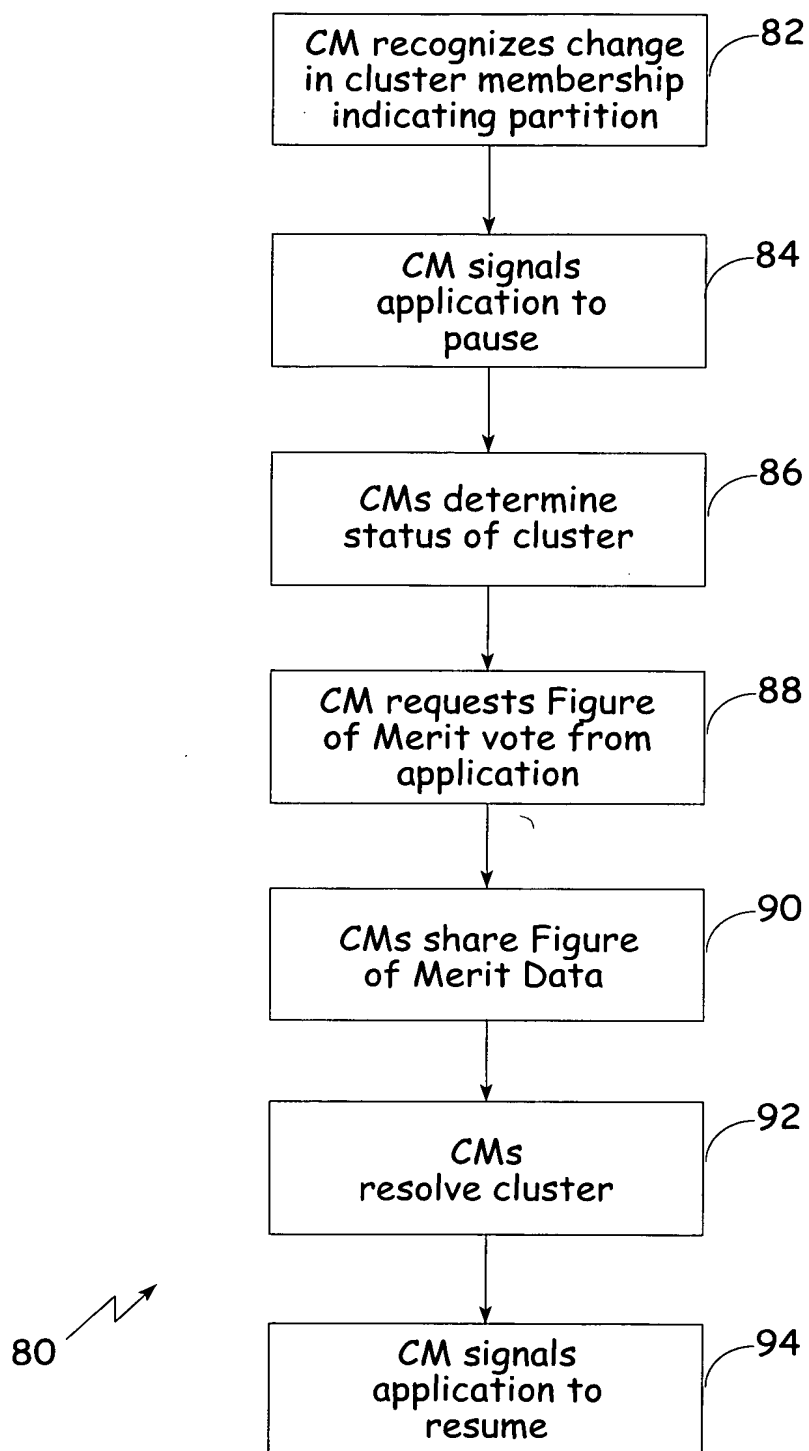 CM recognizes change
in cluster membership
indicating partition
82
CM signals
application to
pause
84
CMs determine
status of cluster
86
CM requests Figure
of Merit vote from
application
88
CMs share Figure
of Merit Data
90
CMs
resolve cluster
92
CM signals
application to
resume
94
80